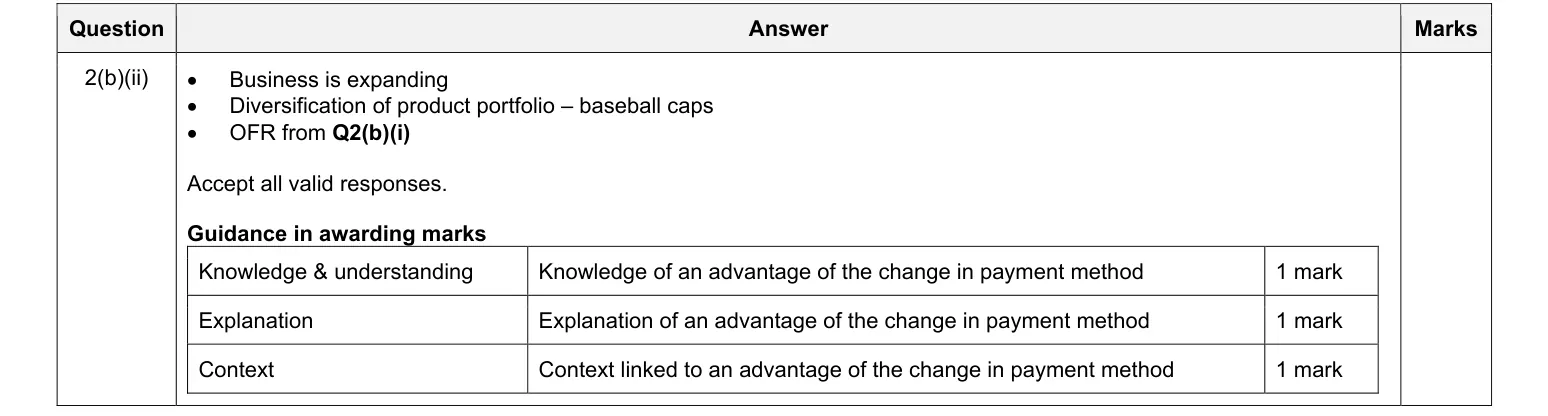 Question Answer Marks
2(b)(ii)
• Business is expanding
• Diversification of product portfolio – baseball caps
• OFR from Q2(b)(i)
Accept all valid responses.
Guidance in awarding marks
Knowledge & understanding Knowledge of an advantage of the change in payment method 1 mark
Explanation Explanation of an advantage of the change in payment method 1 mark
Context Context linked to an advantage of the change in payment method 1 mark